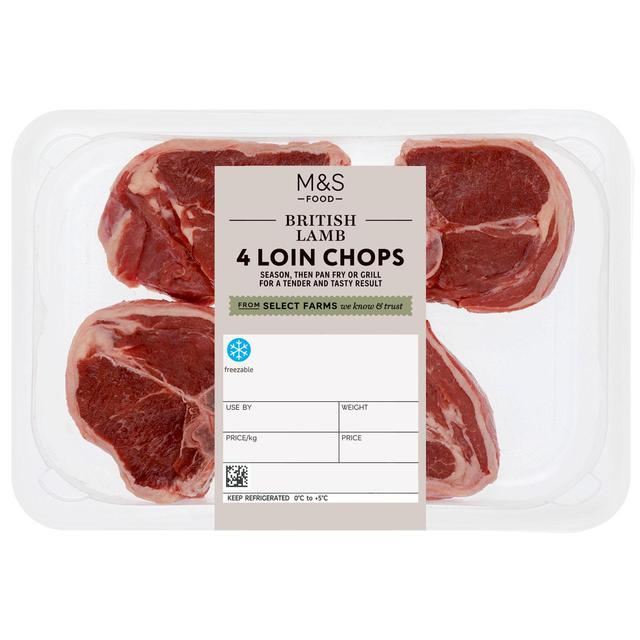 M&S
FOOD
BRITISH
LAMB
4 LOIN CHOPS
SEASON, THEN PAN FRY OR GRILL
FOR A TENDER AND TASTY RESULT
FROM SELECT FARMS we know & trust
freezable
USE BY
WEIGHT
PRICE/kg
PRICE
KEEP REFRIGERATED 0°C to +5°C